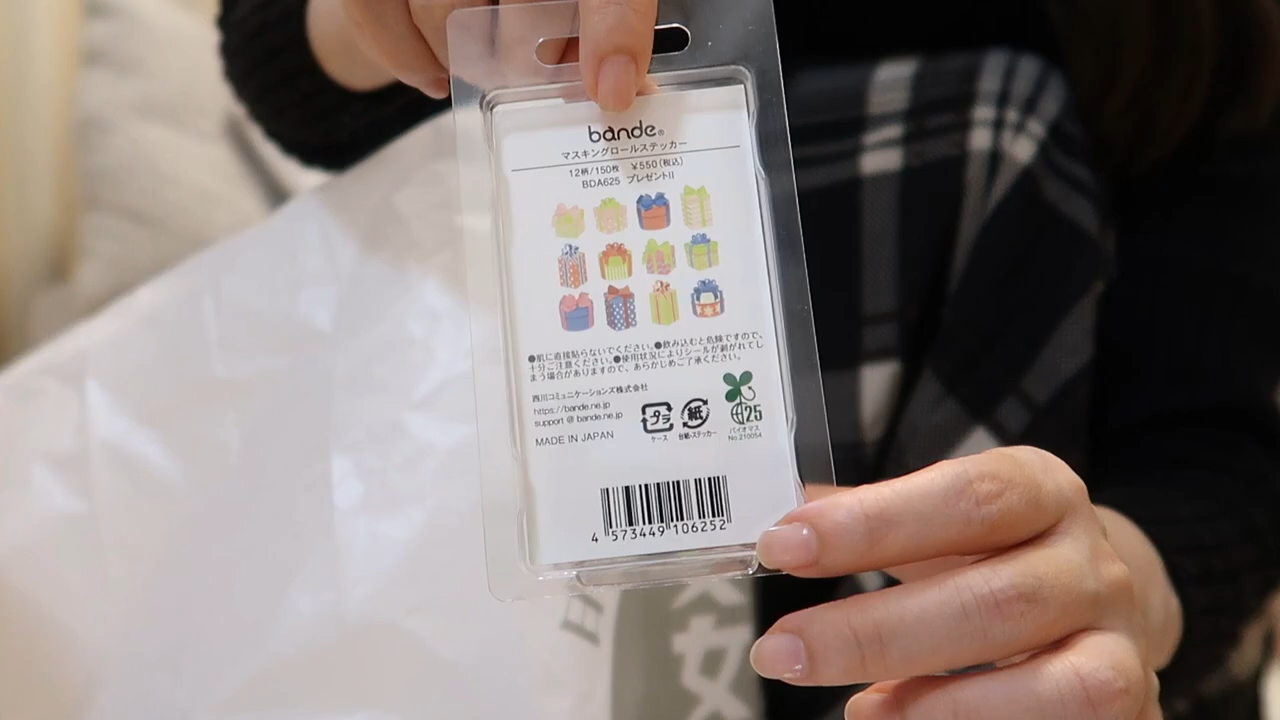 bande®
マスキングロールステッカー
12柄/150枚 ¥550(税込)
BDA625 プレゼントII
●肌に直接貼らないでください。●飲み込むと危険ですので、
十分ご注意ください。●使用状況によりシールが剥がれてし
まう場合がありますので、あらかじめご了承ください。
西川コミュニケーションズ株式会社
https://bande.ne.jp
support @ bande.ne.jp
MADE IN JAPAN
プラ
ケース
紙
台紙・ステッカー
25
バイオマス
No.210054
4 573449 106252